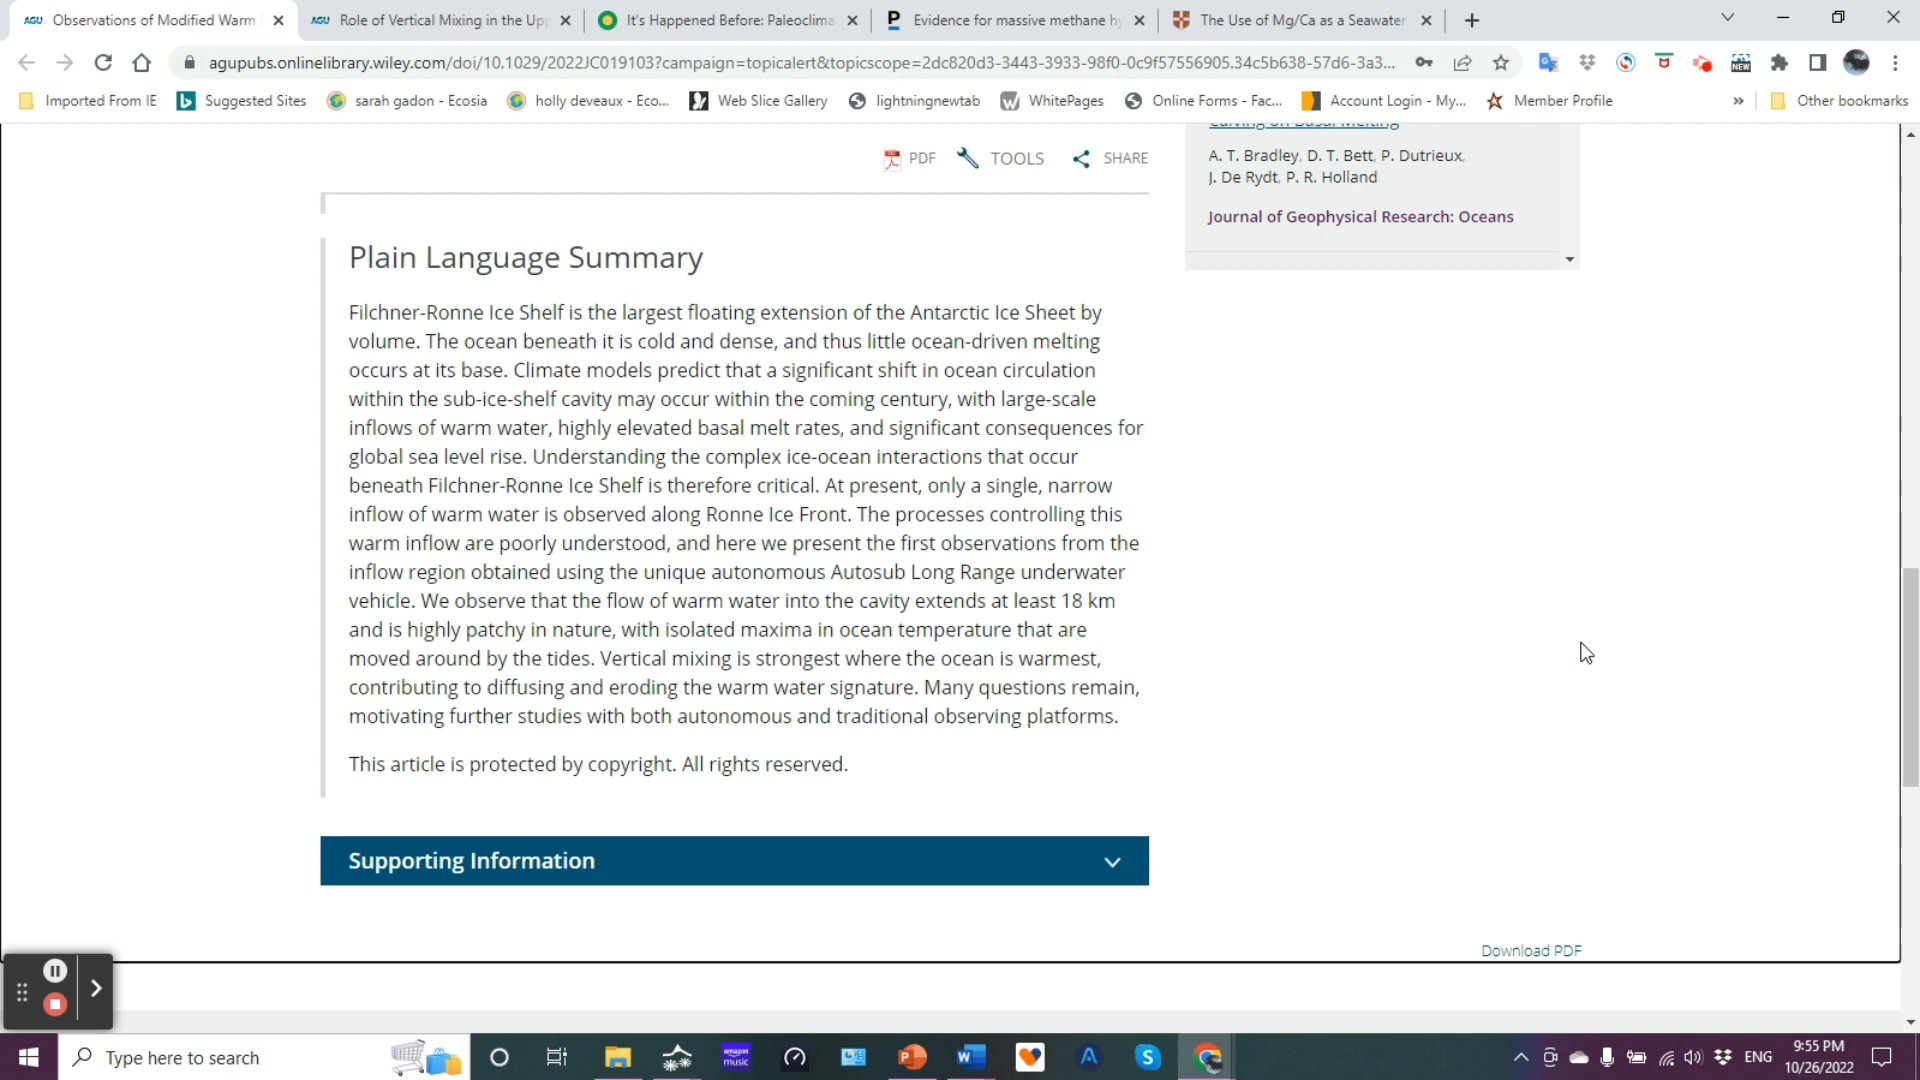 AGU Observations of Modified Warm
AGU Role of Vertical Mixing in the Upp
It's Happened Before: Paleoclima
P Evidence for massive methane hy
The Use of Mg/Ca as a Seawater
agupubs.onlinelibrary.wiley.com/doi/10.1029/2022JC019103?campaign=topicalert&topicscope=2dc820d3-3443-3933-98f0-0c9f57556905.34c5b638-57d6-3a3...
Imported From IE
Suggested Sites
sarah gadon - Ecosia
holly deveaux - Eco...
Web Slice Gallery
lightningnewtab
WhitePages
Online Forms - Fac...
Account Login - My...
Member Profile
»
Other bookmarks
Calving on Basal Melting
A. T. Bradley, D. T. Bett, P. Dutrieux,
J. De Rydt, P. R. Holland
Journal of Geophysical Research: Oceans
PDF TOOLS SHARE
Plain Language Summary
Filchner-Ronne Ice Shelf is the largest floating extension of the Antarctic Ice Sheet by
volume. The ocean beneath it is cold and dense, and thus little ocean-driven melting
occurs at its base. Climate models predict that a significant shift in ocean circulation
within the sub-ice-shelf cavity may occur within the coming century, with large-scale
inflows of warm water, highly elevated basal melt rates, and significant consequences for
global sea level rise. Understanding the complex ice-ocean interactions that occur
beneath Filchner-Ronne Ice Shelf is therefore critical. At present, only a single, narrow
inflow of warm water is observed along Ronne Ice Front. The processes controlling this
warm inflow are poorly understood, and here we present the first observations from the
inflow region obtained using the unique autonomous Autosub Long Range underwater
vehicle. We observe that the flow of warm water into the cavity extends at least 18 km
and is highly patchy in nature, with isolated maxima in ocean temperature that are
moved around by the tides. Vertical mixing is strongest where the ocean is warmest,
contributing to diffusing and eroding the warm water signature. Many questions remain,
motivating further studies with both autonomous and traditional observing platforms.
This article is protected by copyright. All rights reserved.
Supporting Information
Download PDF
Type here to search
amazon
music
ENG
9:55 PM
10/26/2022